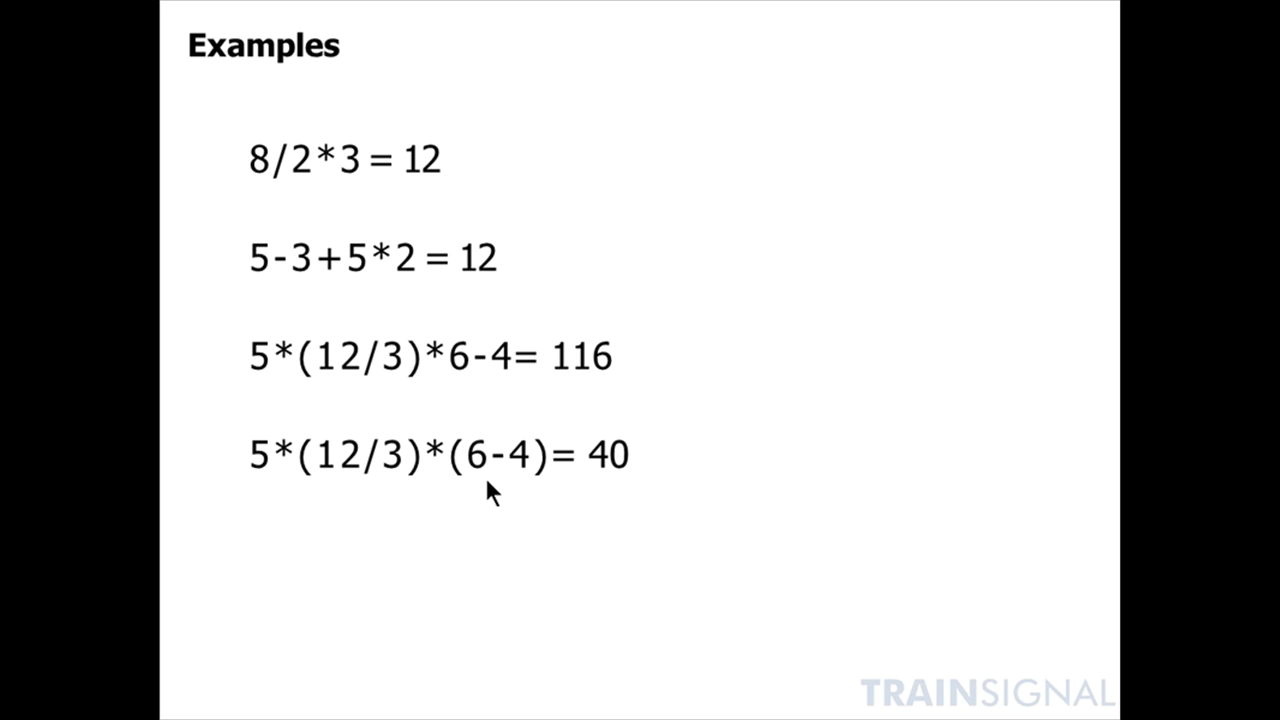 Examples
8/2*3 = 12
5-3+5*2 = 12
5*(12/3)*6-4= 116
5*(12/3)*(6-4)= 40
TRAINSIGNAL